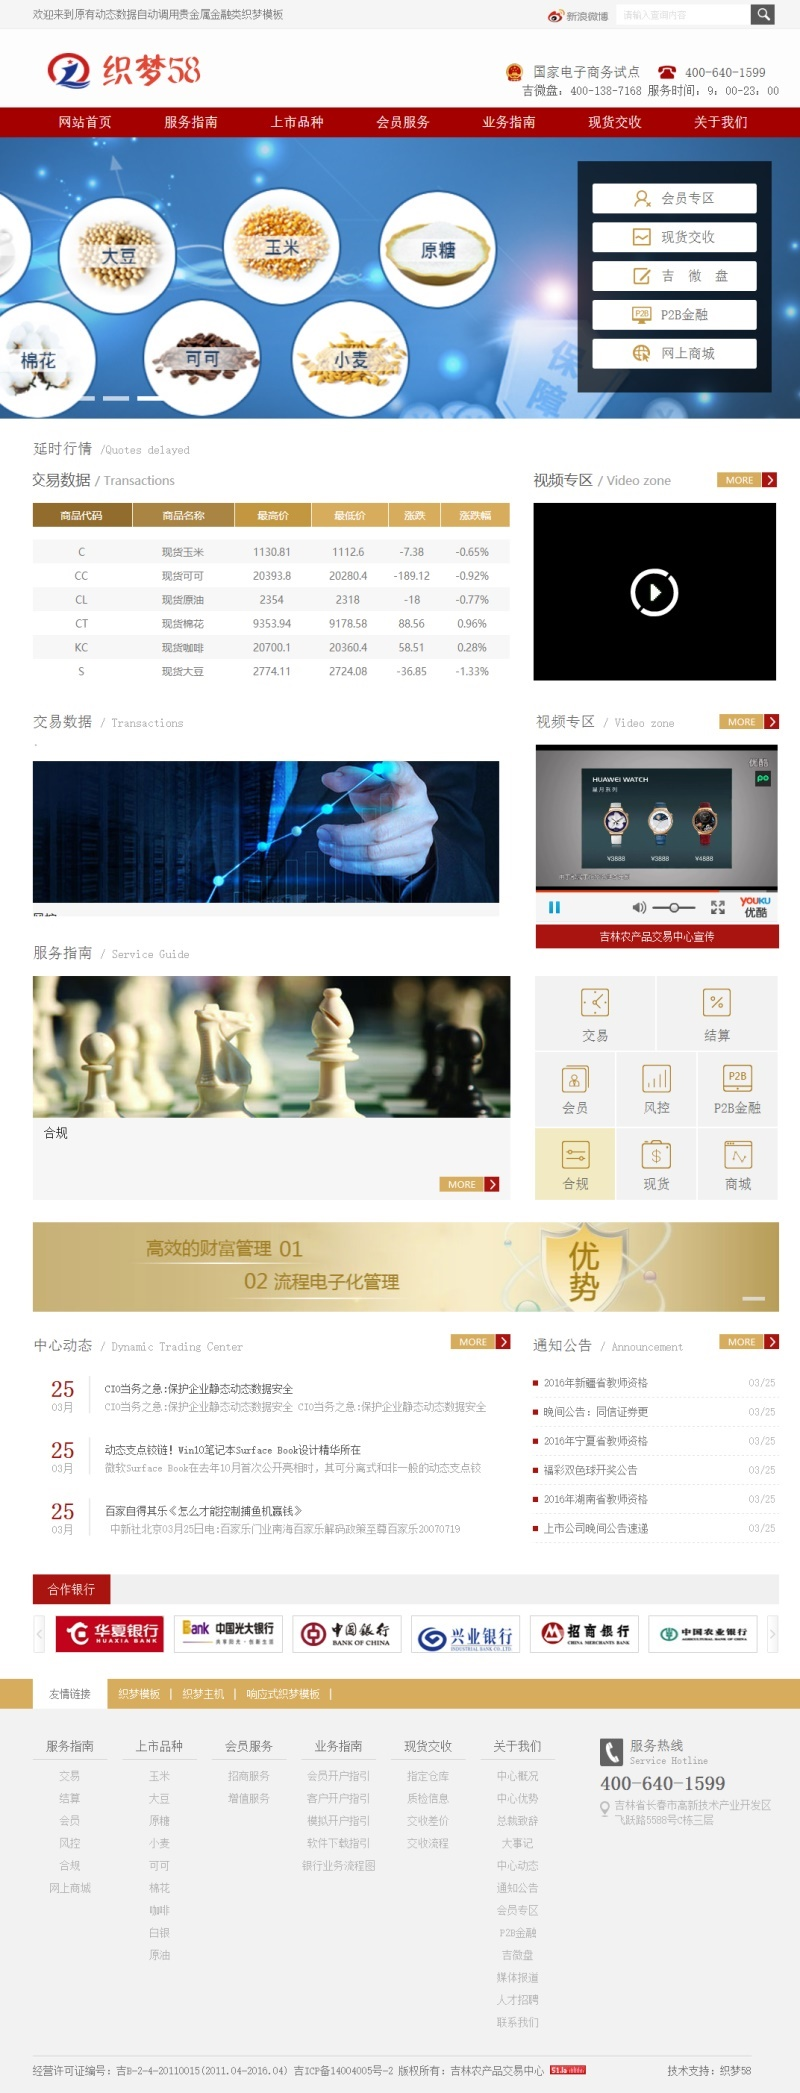 欢迎来到原有动态数据自动调用贵金属金融类织梦模板
新浪微博 请输入查询内容
织梦58
国家电子商务试点 400-640-1599
吉微盘：400-138-7168 服务时间：9：00-23：00
网站首页 服务指南 上市品种 会员服务 业务指南 现货交收 关于我们
会员专区
现货交收
吉 微 盘
P2B金融
网上商城
大豆 玉米 原糖
棉花 可可 小麦
保障
延时行情 /Quotes delayed
交易数据 / Transactions
视频专区 / Video zone MORE
商品代码 商品名称 最高价 最低价 涨跌 涨跌幅
C 现货玉米 1130.81 1112.6 -7.38 -0.65%
CC 现货可可 20393.8 20280.4 -189.12 -0.92%
CL 现货原油 2354 2318 -18 -0.77%
CT 现货棉花 9353.94 9178.58 88.56 0.96%
KC 现货咖啡 20700.1 20360.4 58.51 0.28%
S 现货大豆 2774.11 2724.08 -36.85 -1.33%
交易数据 / Transactions
视频专区 / Video zone MORE
优酷
HUAWEI WATCH
星月系列
¥3888 ¥3888 ¥4888
YOUKU
优酷
吉林农产品交易中心宣传
服务指南 / Service Guide
合规
MORE
交易 结算
会员 风控 P2B金融
合规 现货 商城
高效的财富管理 01
02 流程电子化管理
优势
中心动态 / Dynamic Trading Center MORE
25
03月
CIO当务之急:保护企业静态动态数据安全
CIO当务之急:保护企业静态动态数据安全 CIO当务之急:保护企业静态动态数据安全
25
03月
动态支点铰链！Win10笔记本Surface Book设计精华所在
微软Surface Book在去年10月首次公开亮相时，其可分离式和非一般的动态支点铰
25
03月
百家自得其乐《怎么才能控制捕鱼机赢钱》
中新社北京03月25日电:百家乐门业南海百家乐解码政策至尊百家乐20070719
通知公告 / Announcement MORE
2016年新疆省教师资格 03/25
晚间公告：同信证券更 03/25
2016年宁夏省教师资格 03/25
福彩双色球开奖公告 03/25
2016年湖南省教师资格 03/25
上市公司晚间公告速递 03/25
合作银行
华夏银行 HUAXIA BANK
Bank 中国光大银行 共享阳光·创新生活
中国银行 BANK OF CHINA
兴业银行 INDUSTRIAL BANK CO.,LTD.
招商银行 CHINA MERCHANTS BANK
中国农业银行 AGRICULTURAL BANK OF CHINA
友情链接 织梦模板 | 织梦主机 | 响应式织梦模板 |
服务指南
交易
结算
会员
风控
合规
网上商城
上市品种
玉米
大豆
原糖
小麦
可可
棉花
咖啡
白银
原油
会员服务
招商服务
增值服务
业务指南
会员开户指引
客户开户指引
模拟开户指引
软件下载指引
银行业务流程图
现货交收
指定仓库
质检信息
交收差价
交收流程
关于我们
中心概况
中心优势
总裁致辞
大事记
中心动态
通知公告
会员专区
P2B金融
吉微盘
媒体报道
人才招聘
联系我们
服务热线
Service Hotline
400-640-1599
吉林省长春市高新技术产业开发区
飞跃路5588号C栋三层
经营许可证编号：吉B-2-4-20110015(2011.04-2016.04) 吉ICP备14004005号-2 版权所有：吉林农产品交易中心 51.la 技术支持：织梦58